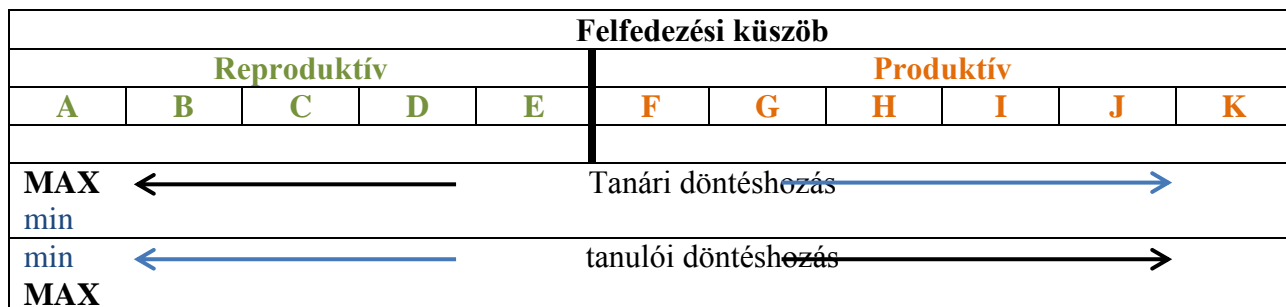 Felfedezési küszöb
Reproduktív Produktív
A B C D E F G H I J K
MAX Tanári döntéshozás
min
min tanulói döntéshozás
MAX